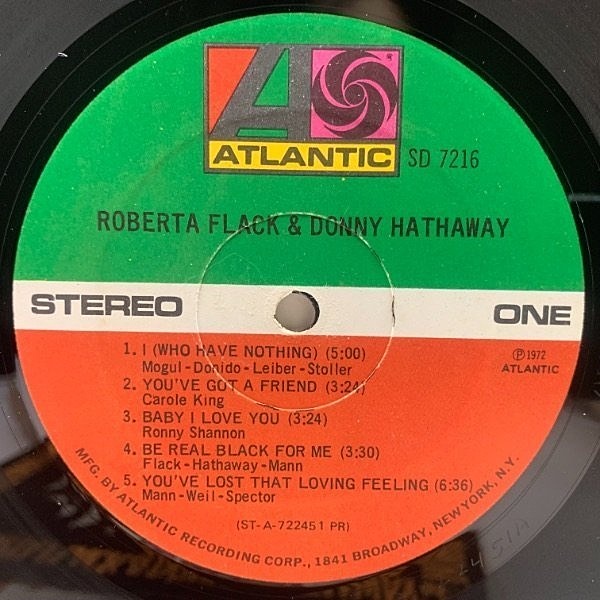 ATLANTIC SD 7216
ROBERTA FLACK & DONNY HATHAWAY
STEREO ONE
1. I (WHO HAVE NOTHING) (5:00)
Mogul-Donido-Leiber-Stoller
2. YOU'VE GOT A FRIEND (3:24)
Carole King
3. BABY I LOVE YOU (3:24)
Ronny Shannon
4. BE REAL BLACK FOR ME (3:30)
Flack-Hathaway-Mann
5. YOU'VE LOST THAT LOVING FEELING (6:36)
Mann-Weil-Spector
(ST-A-722451 PR)
Ⓟ1972
ATLANTIC
MFG. BY ATLANTIC RECORDING CORP., 1841 BROADWAY, NEW YORK, N.Y.